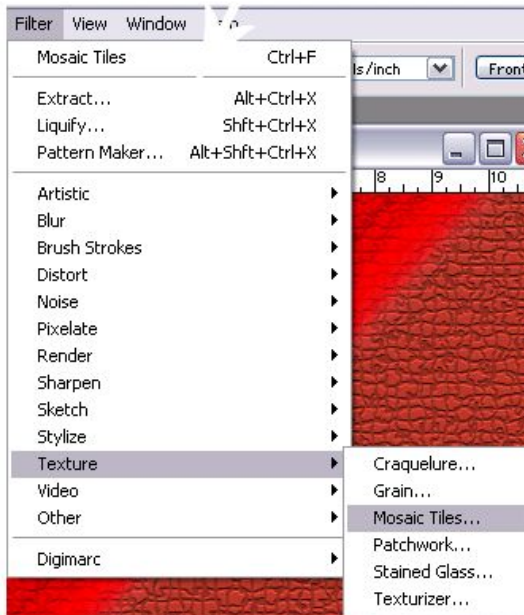 Filter View Window
ls/inch Front
Mosaic Tiles Ctrl+F
Extract... Alt+Ctrl+X
Liquify... Shft+Ctrl+X
Pattern Maker... Alt+Shft+Ctrl+X
8 9 10
Artistic
Blur
Brush Strokes
Distort
Noise
Pixelate
Render
Sharpen
Sketch
Stylize
Texture
Video
Other
Digimarc
Craquelure...
Grain...
Mosaic Tiles...
Patchwork...
Stained Glass...
Texturizer...